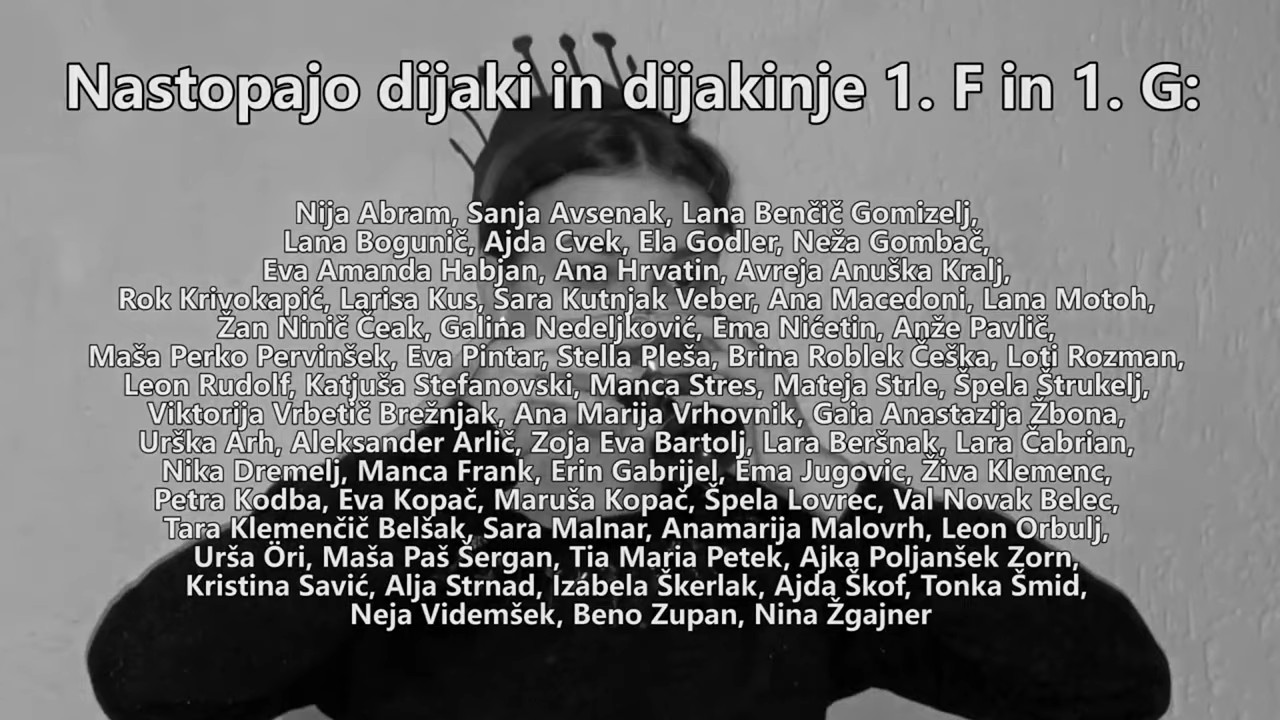 Nastopajo dijaki in dijakinje 1. F in 1. G:
Nija Abram, Sanja Avsenak, Lana Benčič Gomizelj,
Lana Bogunič, Ajda Cvek, Ela Godler, Neža Gombač,
Eva Amanda Habjan, Ana Hrvatin, Avreja Anuška Kralj,
Rok Krivokapić, Larisa Kus, Sara Kutnjak Veber, Ana Macedoni, Lana Motoh,
Žan Ninič Čeak, Galina Nedeljković, Ema Nićetin, Anže Pavlič,
Maša Perko Pervinšek, Eva Pintar, Stella Pleša, Brina Roblek Češka, Loti Rozman,
Leon Rudolf, Katjuša Stefanovski, Manca Stres, Mateja Strle, Špela Štrukelj,
Viktorija Vrbetič Brežnjak, Ana Marija Vrhovnik, Gaia Anastazija Žbona,
Urška Arh, Aleksander Arlič, Zoja Eva Bartolj, Lara Beršnak, Lara Čabrian,
Nika Dremelj, Manca Frank, Erin Gabrijel, Ema Jugovic, Živa Klemenc,
Petra Kodba, Eva Kopač, Maruša Kopač, Špela Lovrec, Val Novak Belec,
Tara Klemenčič Belšak, Sara Malnar, Anamarija Malovrh, Leon Orbulj,
Urša Öri, Maša Paš Šergan, Tia Maria Petek, Ajka Poljanšek Zorn,
Kristina Savić, Alja Strnad, Izabela Škerlak, Ajda Škof, Tonka Šmid,
Neja Videmšek, Beno Zupan, Nina Žgajner